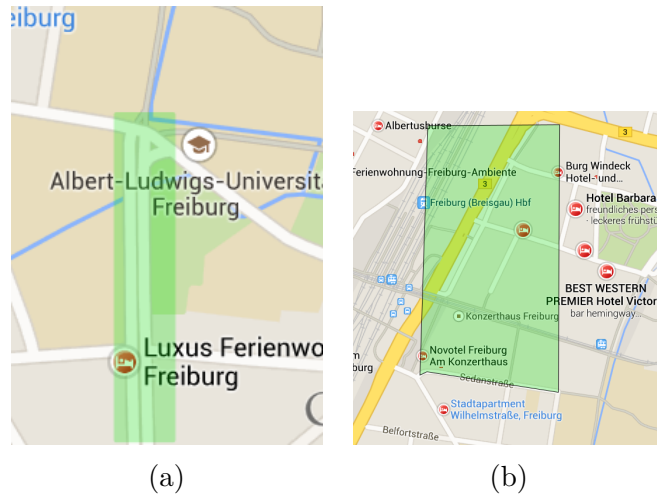 eiburg
Albert-Ludwigs-Universita
Freiburg
Luxus Ferienwo
Freiburg
(a)
Albertusburse
3
Ferienwohnung-Freiburg-Ambiente
Burg Windeck
Hotel- und...
3
Freiburg (Breisgau) Hbf
Hotel Barbara
freundliches pers
- leckeres frühstü
BEST WESTERN
PREMIER Hotel Victor
bar hemingway...
Konzerthaus Freiburg
m
burg
Novotel Freiburg
Am Konzerthaus
Sedanstraße
Stadtapartment
Wilhelmstraße, Freiburg
Belfortstraße
(b)